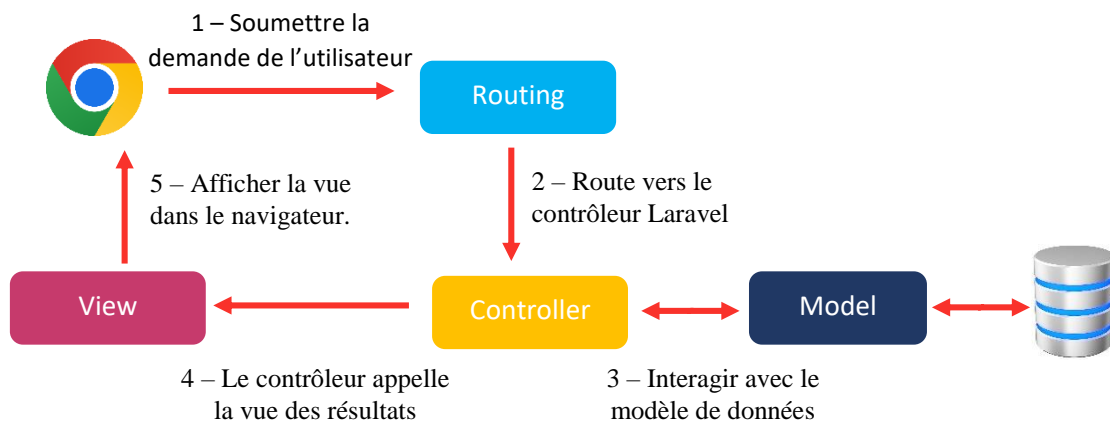 1 – Soumettre la
demande de l’utilisateur
Routing
5 – Afficher la vue
dans le navigateur.
2 – Route vers le
contrôleur Laravel
View
Controller
Model
4 – Le contrôleur appelle
la vue des résultats
3 – Interagir avec le
modèle de données